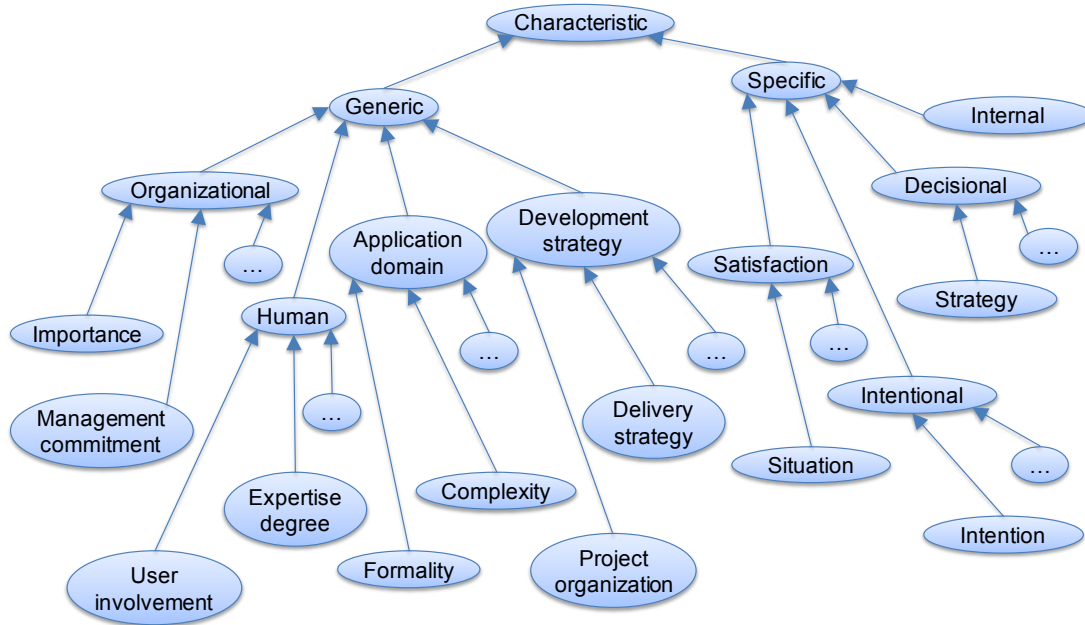 Characteristic
Generic
Specific
Internal
Organizational
Application
domain
Development
strategy
Decisional
Satisfaction
...
...
Importance
Human
...
...
...
Strategy
Management
commitment
...
Delivery
strategy
Intentional
...
Expertise
degree
Complexity
Situation
...
User
involvement
Formality
Project
organization
Intention